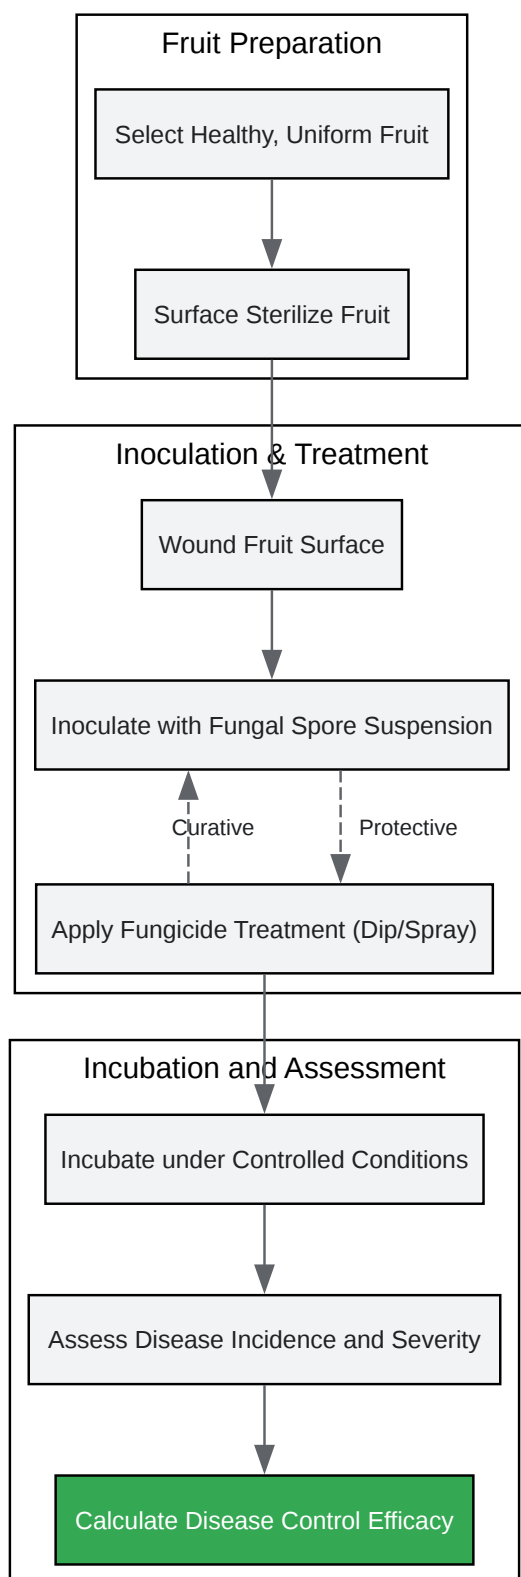 Fruit Preparation
Select Healthy, Uniform Fruit
Surface Sterilize Fruit
Inoculation & Treatment
Wound Fruit Surface
Inoculate with Fungal Spore Suspension
Curative
Protective
Apply Fungicide Treatment (Dip/Spray)
Incubation and Assessment
Incubate under Controlled Conditions
Assess Disease Incidence and Severity
Calculate Disease Control Efficacy